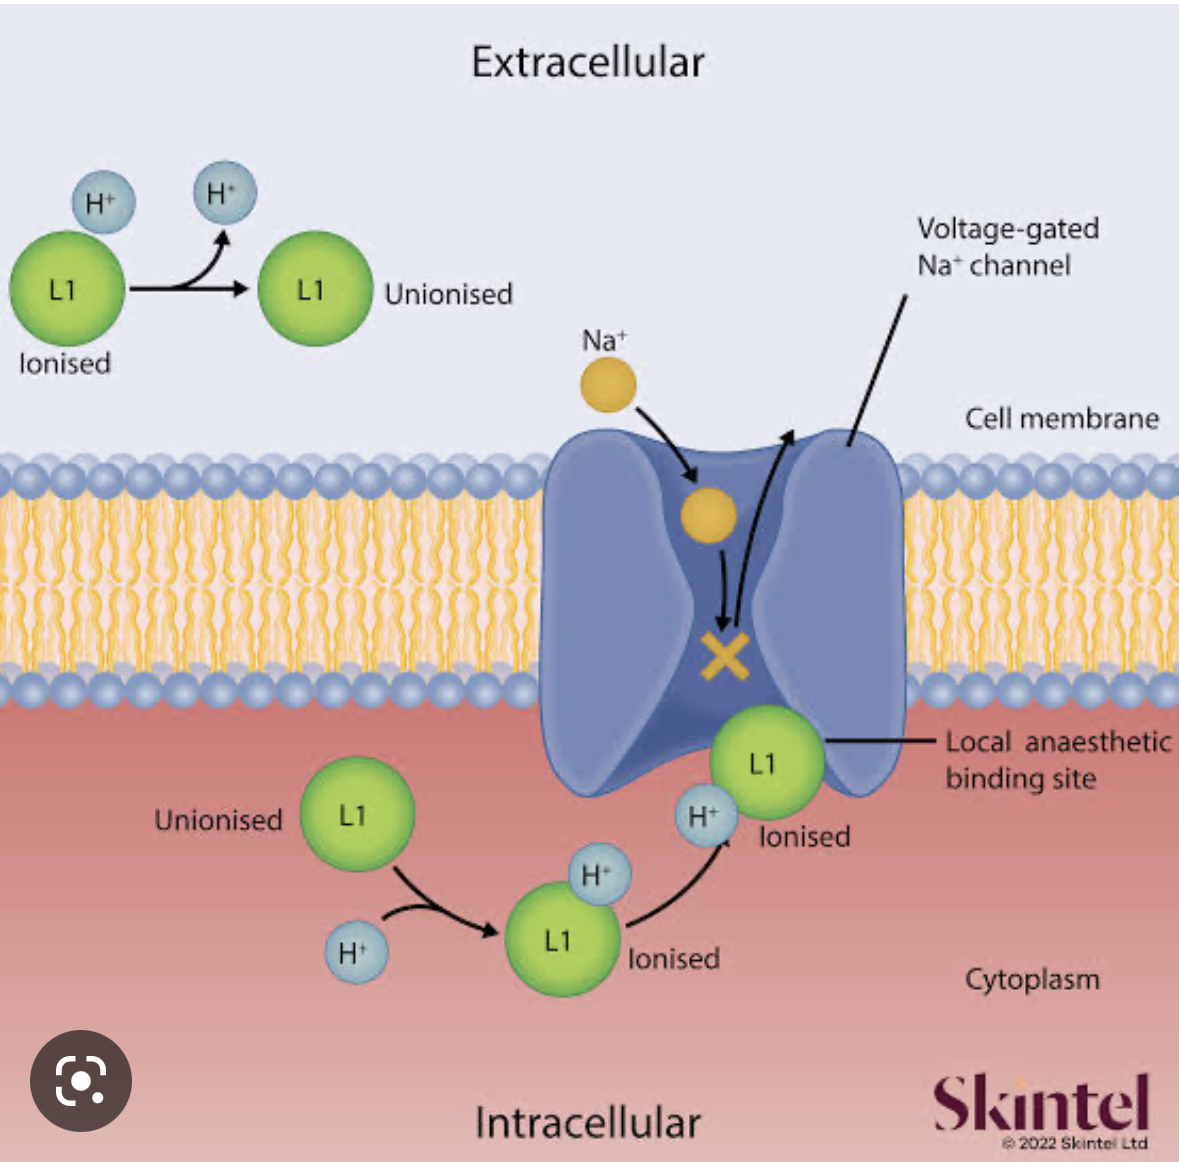 Extracellular
H⁺
H⁺
L1
L1
Unionised
Ionised
Voltage-gated
Na⁺ channel
Na⁺
Cell membrane
L1
Local anaesthetic
binding site
L1
Unionised
H⁺
Ionised
H⁺
L1
H⁺
Ionised
Cytoplasm
Intracellular
Skintel
© 2022 Skintel Ltd